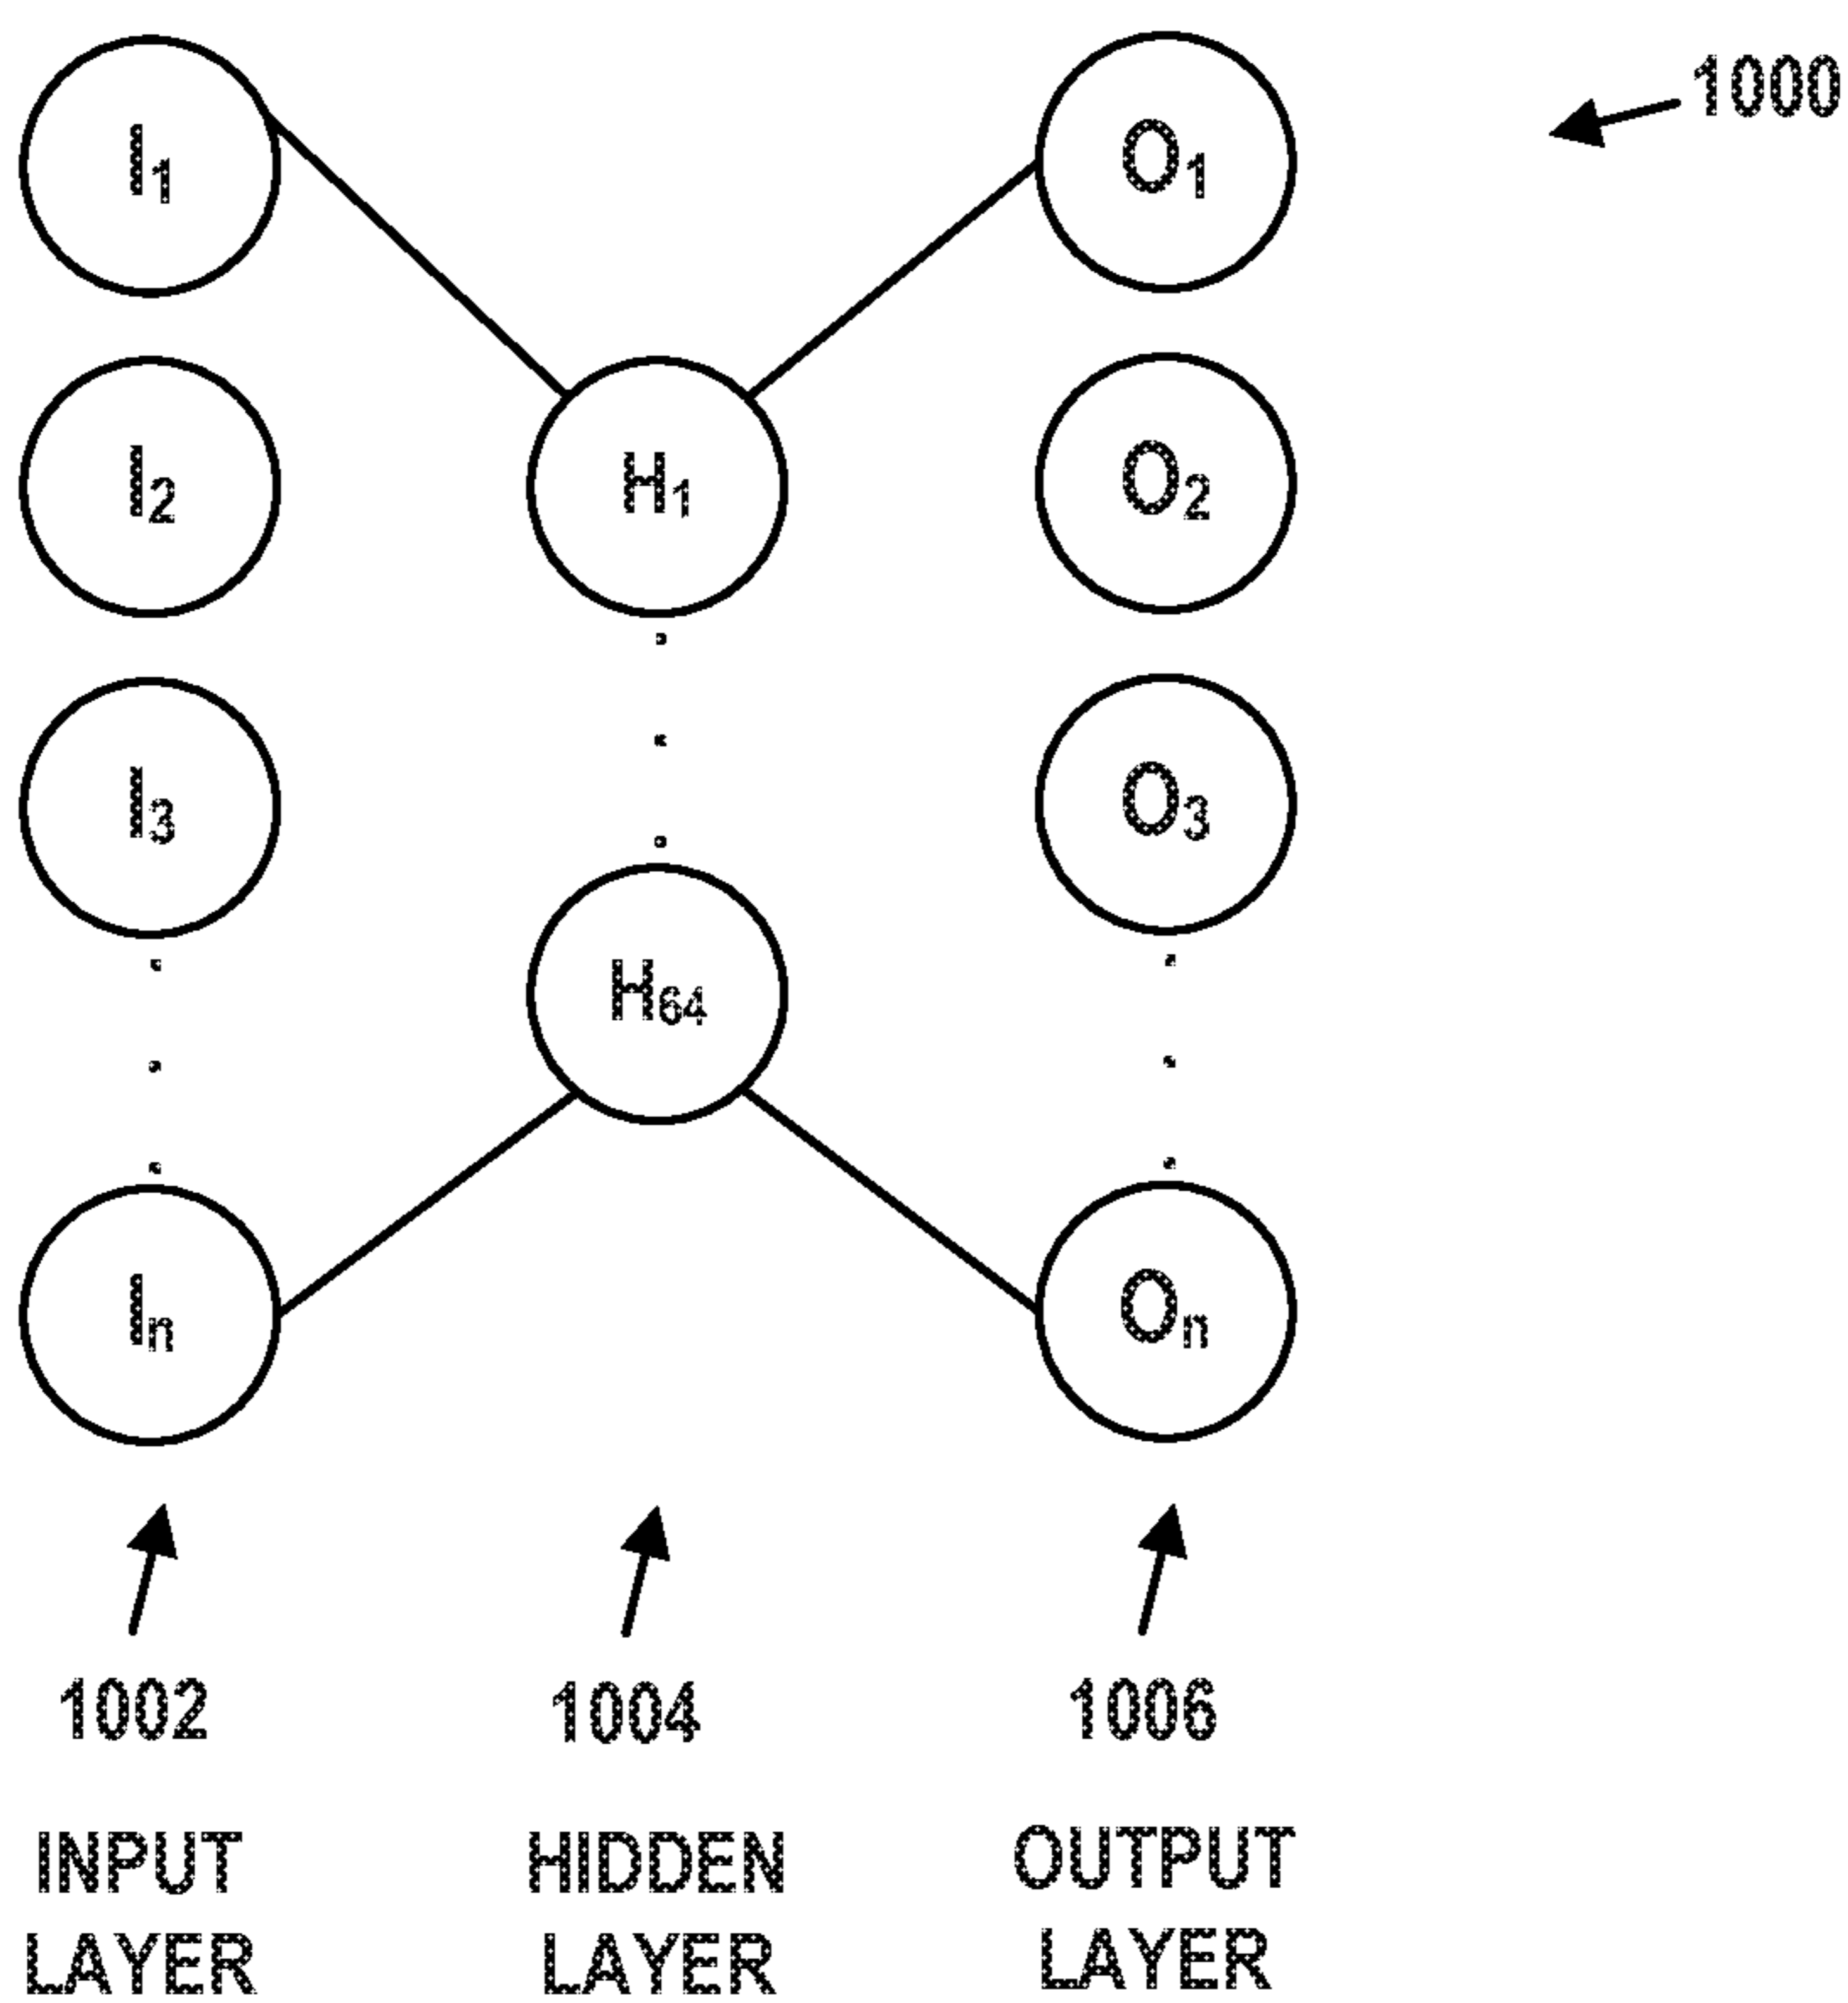 1000
I1
O1
I2
H1
O2
I3
O3
H64
In
On
1002
1004
1006
INPUT
LAYER
HIDDEN
LAYER
OUTPUT
LAYER